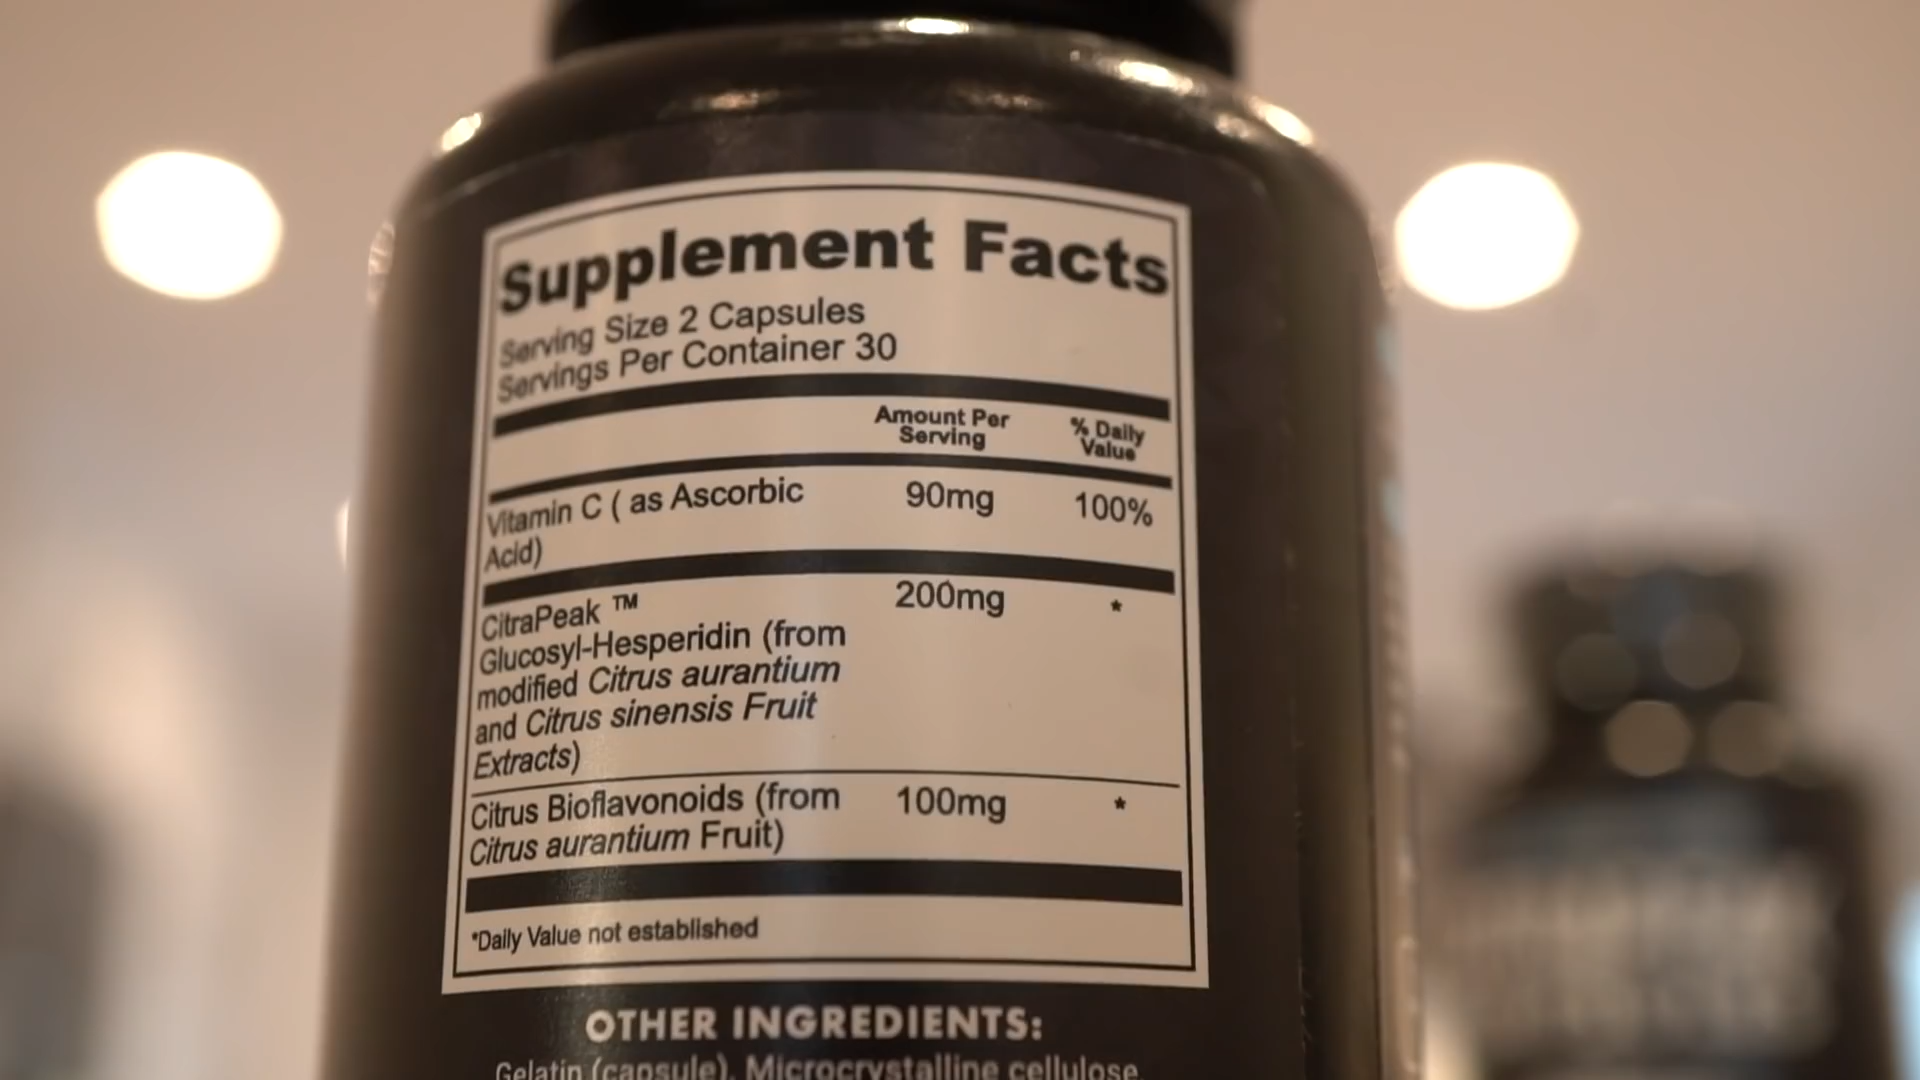 Supplement Facts
Serving Size 2 Capsules
Servings Per Container 30
Amount Per
Serving
% Daily
Value
Vitamin C ( as Ascorbic
Acid)
90mg
100%
CitraPeak ™
Glucosyl-Hesperidin (from
modified Citrus aurantium
and Citrus sinensis Fruit
Extracts)
200mg
*
Citrus Bioflavonoids (from
Citrus aurantium Fruit)
100mg
*
*Daily Value not established
OTHER INGREDIENTS:
Gelatin (capsule), Microcrystalline cellulose,